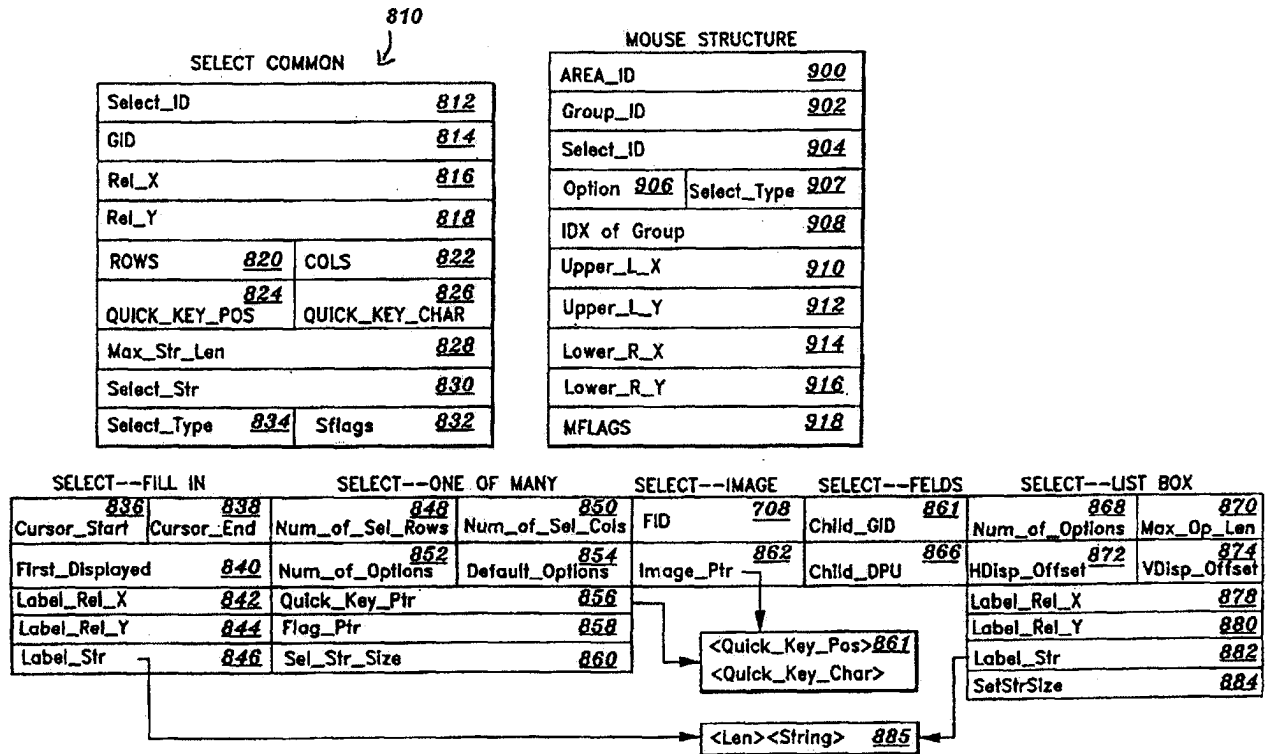 810
SELECT COMMON
Select_ID 812
GID 814
Rel_X 816
Rel_Y 818
ROWS 820 COLS 822
824 826
QUICK_KEY_POS QUICK_KEY_CHAR
Max_Str_Len 828
Select_Str 830
Select_Type 834 Sflags 832
MOUSE STRUCTURE
AREA_ID 900
Group_ID 902
Select_ID 904
Option 906 Select_Type 907
IDX of Group 908
Upper_L_X 910
Upper_L_Y 912
Lower_R_X 914
Lower_R_Y 916
MFLAGS 918
SELECT--FILL IN
836 838
Cursor_Start Cursor_End
First_Displayed 840
Label_Rel_X 842
Label_Rel_Y 844
Label_Str 846
SELECT--ONE OF MANY
848 850
Num_of_Sel_Rows Num_of_Sel_Cols
852 854
Num_of_Options Default_Options
Quick_Key_Ptr 856
Flag_Ptr 858
Sel_Str_Size 860
SELECT--IMAGE
FID 708
862
Image_Ptr
SELECT--FELDS
861
Child_GID
866
Child_DPU
SELECT--LIST BOX
868 870
Num_of_Options Max_Op_Len
872 874
HDisp_Offset VDisp_Offset
Label_Rel_X 878
Label_Rel_Y 880
Label_Str 882
SetStrSize 884
<Quick_Key_Pos> 861
<Quick_Key_Char>
<Len><String> 885